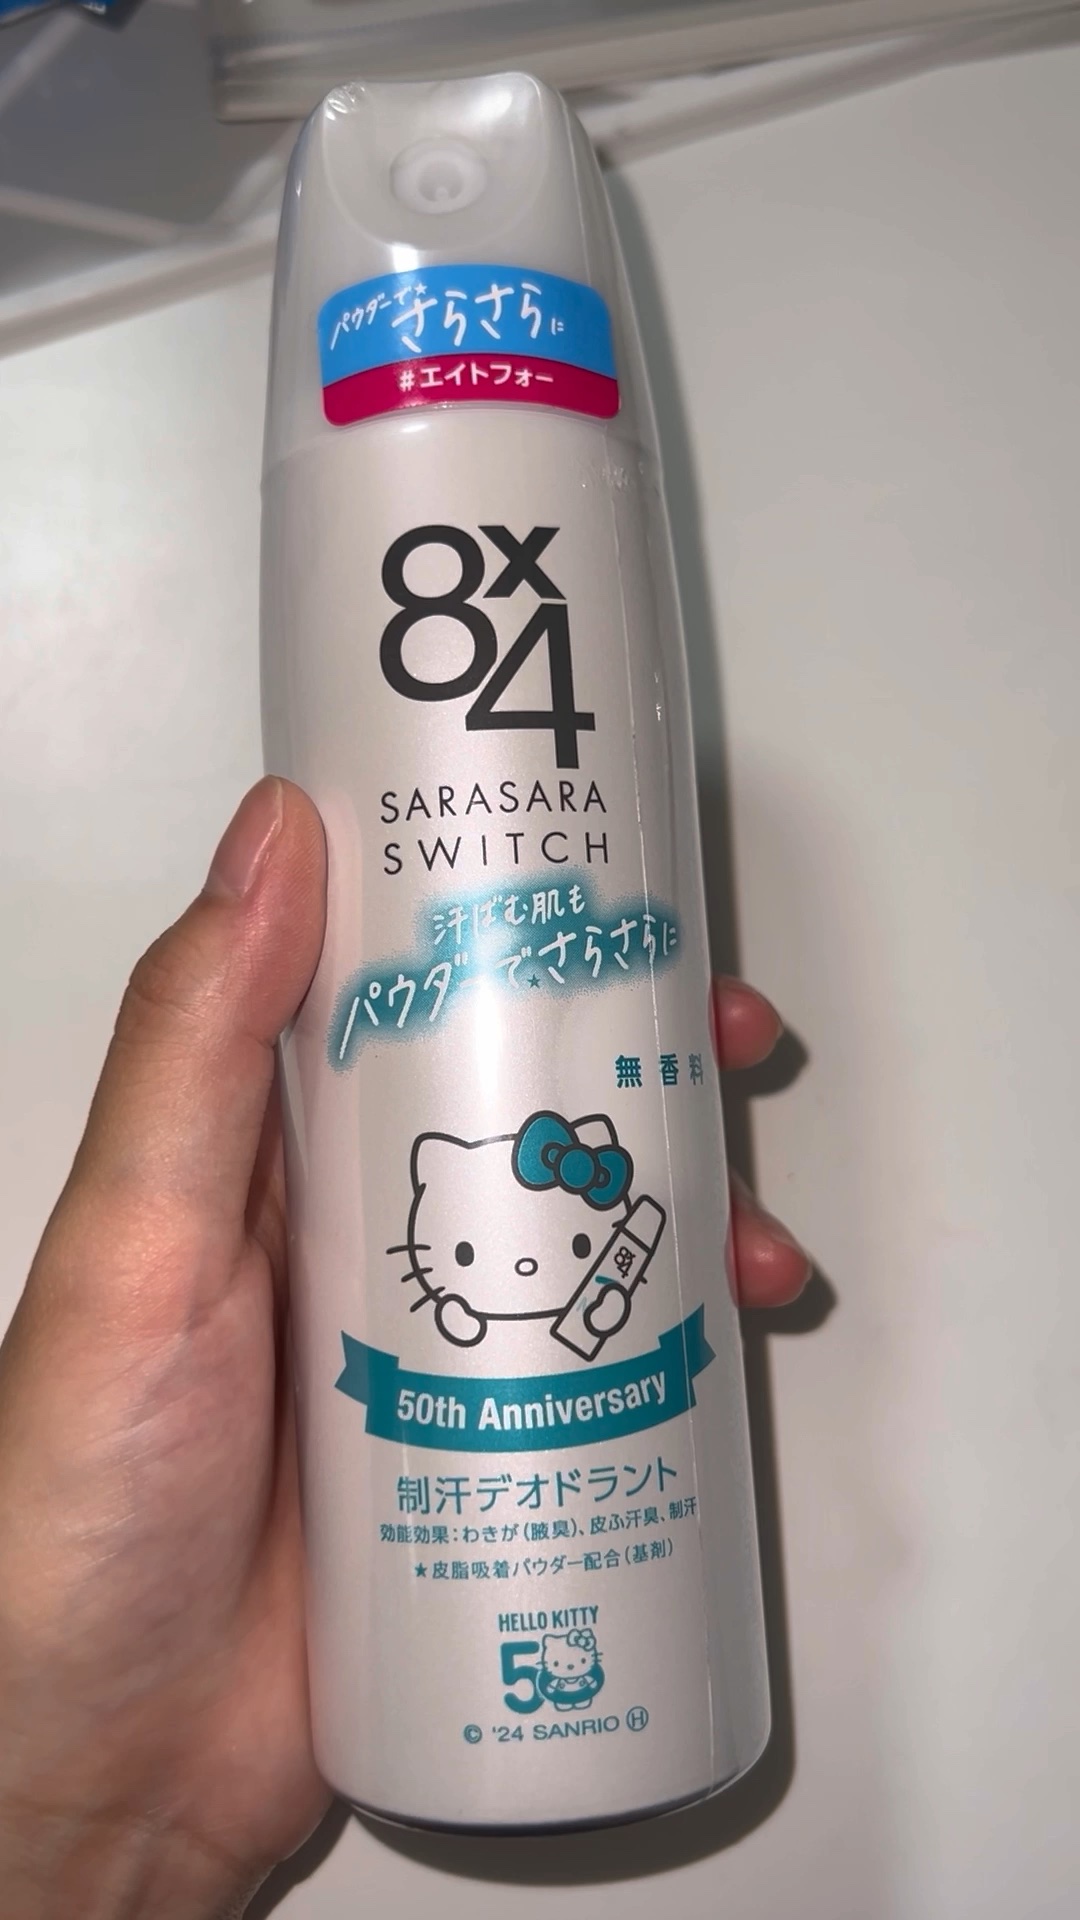 パウダーで★
さらさらに
#エイトフォー
8x4
SARASARA
SWITCH
汗ばむ肌も
パウダーで★さらさらに
無香料
8x4
50th Anniversary
制汗デオドラント
効能効果:わきが(腋臭)、皮ふ汗臭、制汗
★皮脂吸着パウダー配合(基剤)
HELLO KITTY
50
© '24 SANRIO Ⓗ